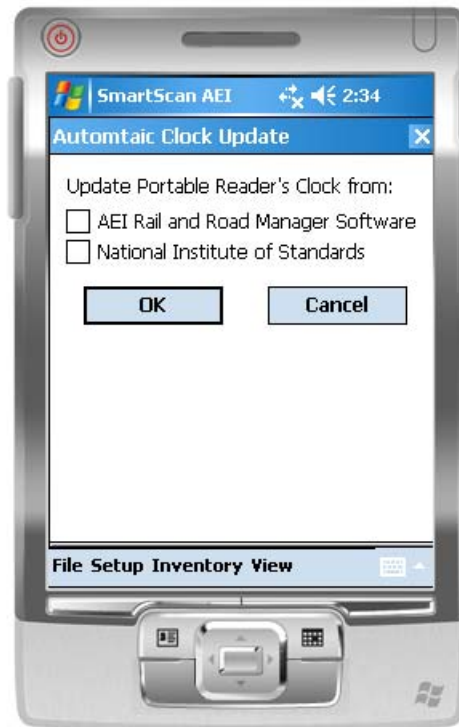 SmartScan AEI 2:34
Automtaic Clock Update
Update Portable Reader's Clock from:
AEI Rail and Road Manager Software
National Institute of Standards
OK Cancel
File Setup Inventory View